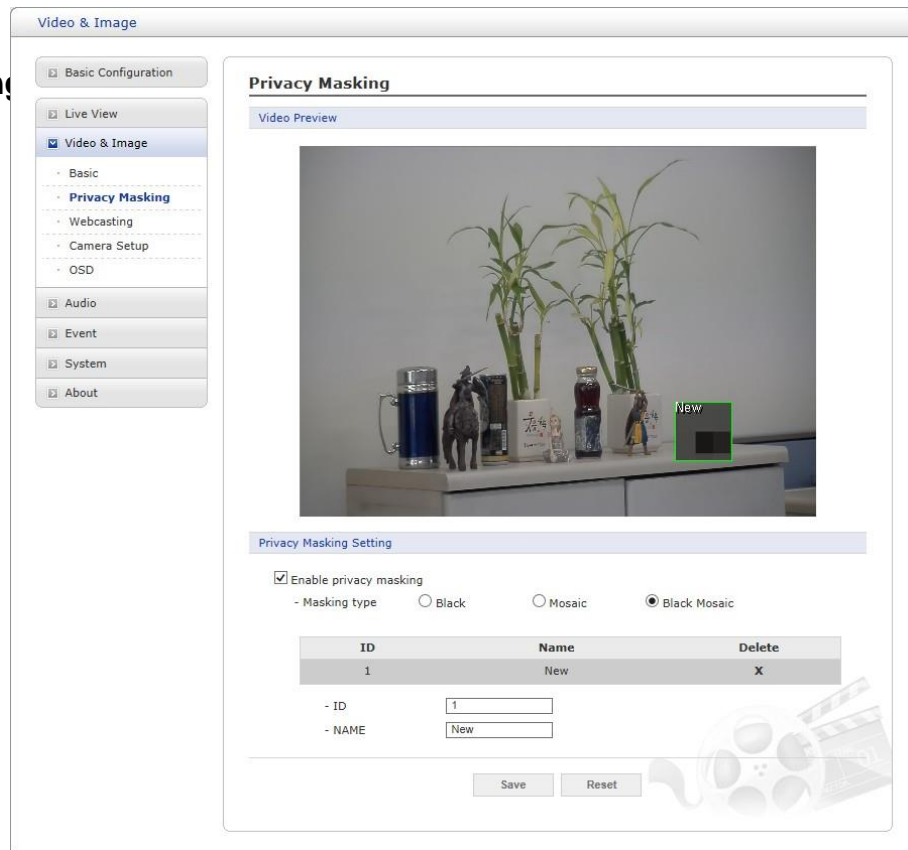 Video & Image
Basic Configuration
Live View
Video & Image
Basic
Privacy Masking
Webcasting
Camera Setup
OSD
Audio
Event
System
About
Privacy Masking
Video Preview
New
Privacy Masking Setting
Enable privacy masking
- Masking type Black Mosaic Black Mosaic
ID Name Delete
1 New X
- ID 1
- NAME New
Save Reset